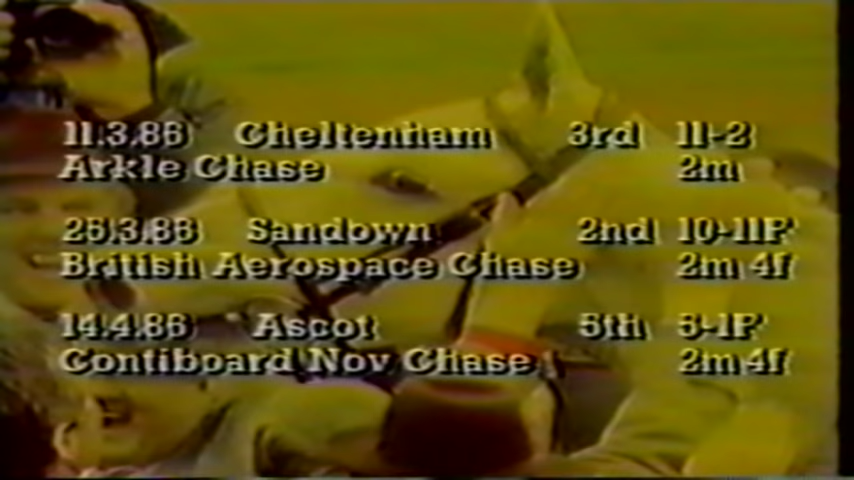 11.3.86 Cheltenham 3rd 11-2
Arkle Chase 2m
25.3.86 Sandown 2nd 10-11F
British Aerospace Chase 2m 4f
14.4.86 Ascot 5th 5-1F
Contiboard Nov Chase 2m 4f